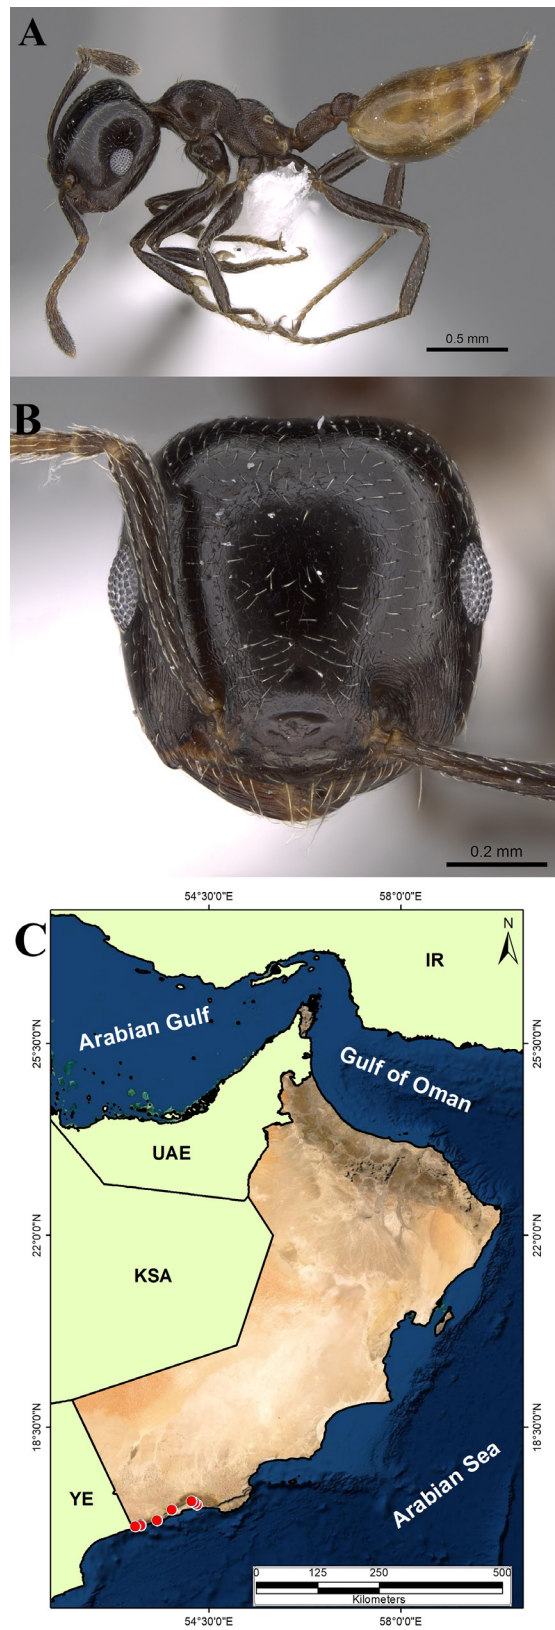 A
0.5 mm
B
0.2 mm
54°30'0"E
58°0'0"E
C
N
IR
Arabian Gulf
25°30'0"N
25°30'0"N
Gulf of Oman
UAE
22°0'0"N
22°0'0"N
KSA
18°30'0"N
18°30'0"N
YE
Arabian Sea
0 125 250 500
Kilometers
54°30'0"E
58°0'0"E